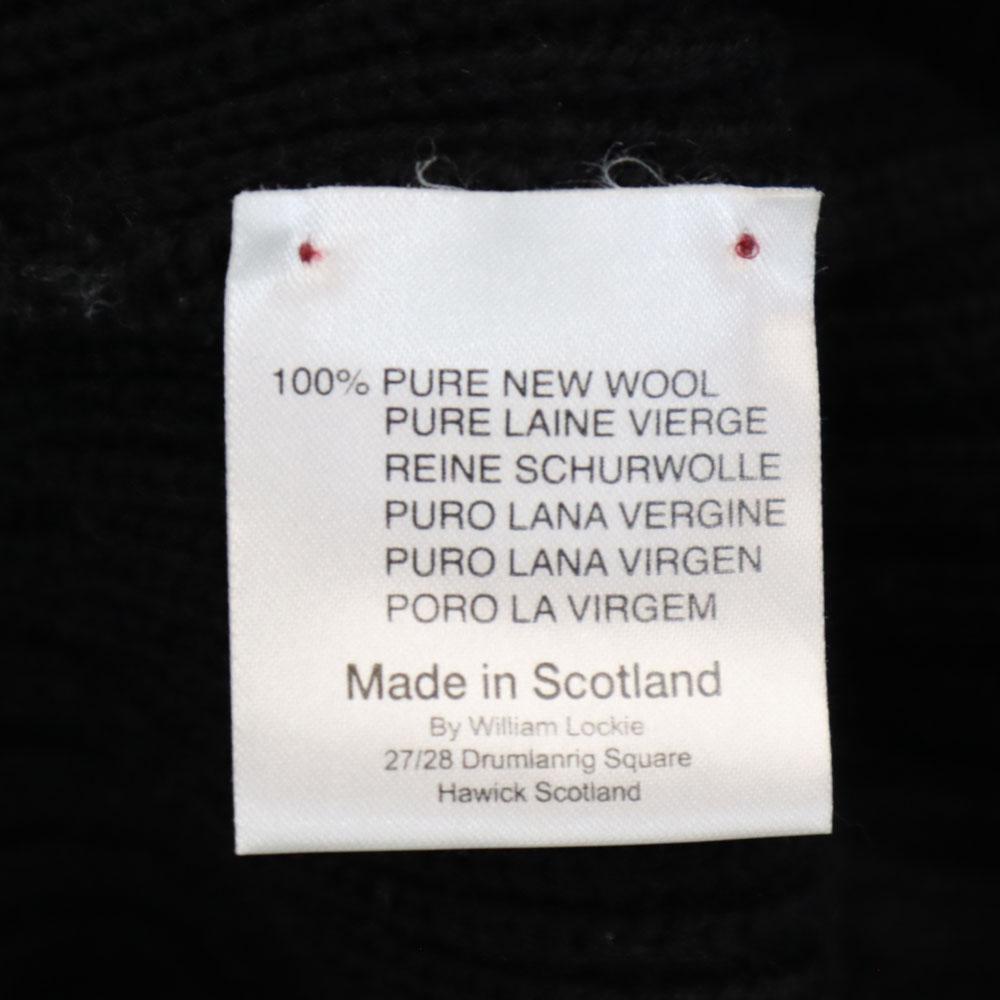 100% PURE NEW WOOL
PURE LAINE VIERGE
REINE SCHURWOLLE
PURO LANA VERGINE
PURO LANA VIRGEN
PORO LA VIRGEM
Made in Scotland
By William Lockie
27/28 Drumlanrig Square
Hawick Scotland